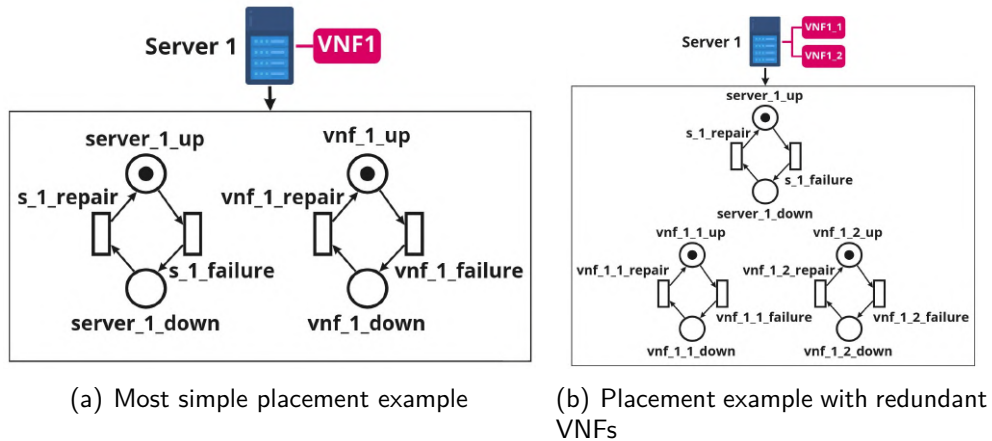 Server 1
VNF1
server_1_up
vnf_1_up
s_1_repair
vnf_1_repair
s_1_failure
vnf_1_failure
server_1_down
vnf_1_down
(a) Most simple placement example
Server 1
VNF1_1
VNF1_2
server_1_up
s_1_repair
s_1_failure
server_1_down
vnf_1_1_up
vnf_1_2_up
vnf_1_1_repair
vnf_1_2_repair
vnf_1_1_failure
vnf_1_2_failure
vnf_1_1_down
vnf_1_2_down
(b) Placement example with redundant
VNFs